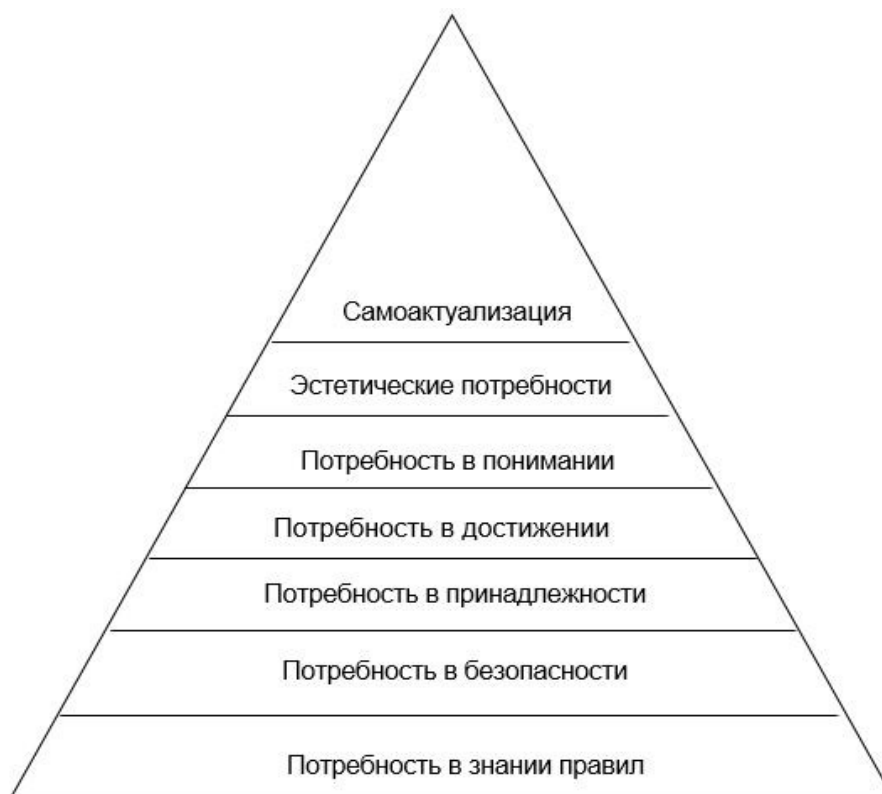 Самоактуализация
Эстетические потребности
Потребность в понимании
Потребность в достижении
Потребность в принадлежности
Потребность в безопасности
Потребность в знании правил